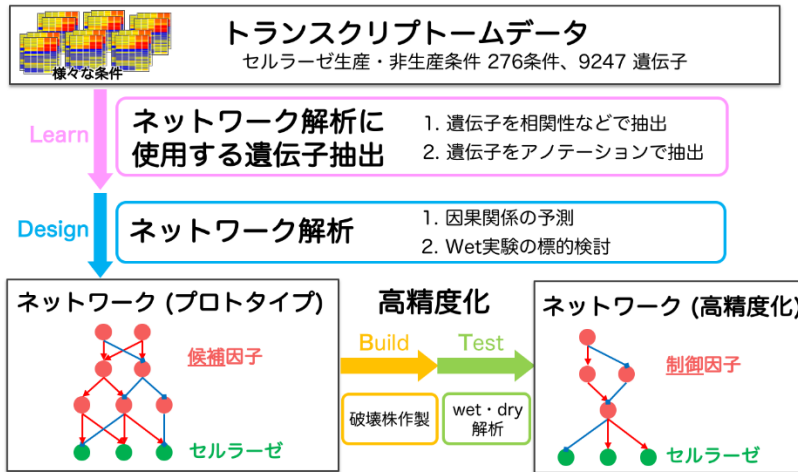 トランスクリプトームデータ
セルラーゼ生産・非生産条件 276条件、9247 遺伝子
様々な条件
Learn
ネットワーク解析に
使用する遺伝子抽出
1. 遺伝子を相関性などで抽出
2. 遺伝子をアノテーションで抽出
Design
ネットワーク解析
1. 因果関係の予測
2. Wet実験の標的検討
ネットワーク (プロトタイプ)
候補因子
セルラーゼ
高精度化
Build
Test
破壊株作製
wet・dry
解析
ネットワーク (高精度化)
制御因子
セルラーゼ